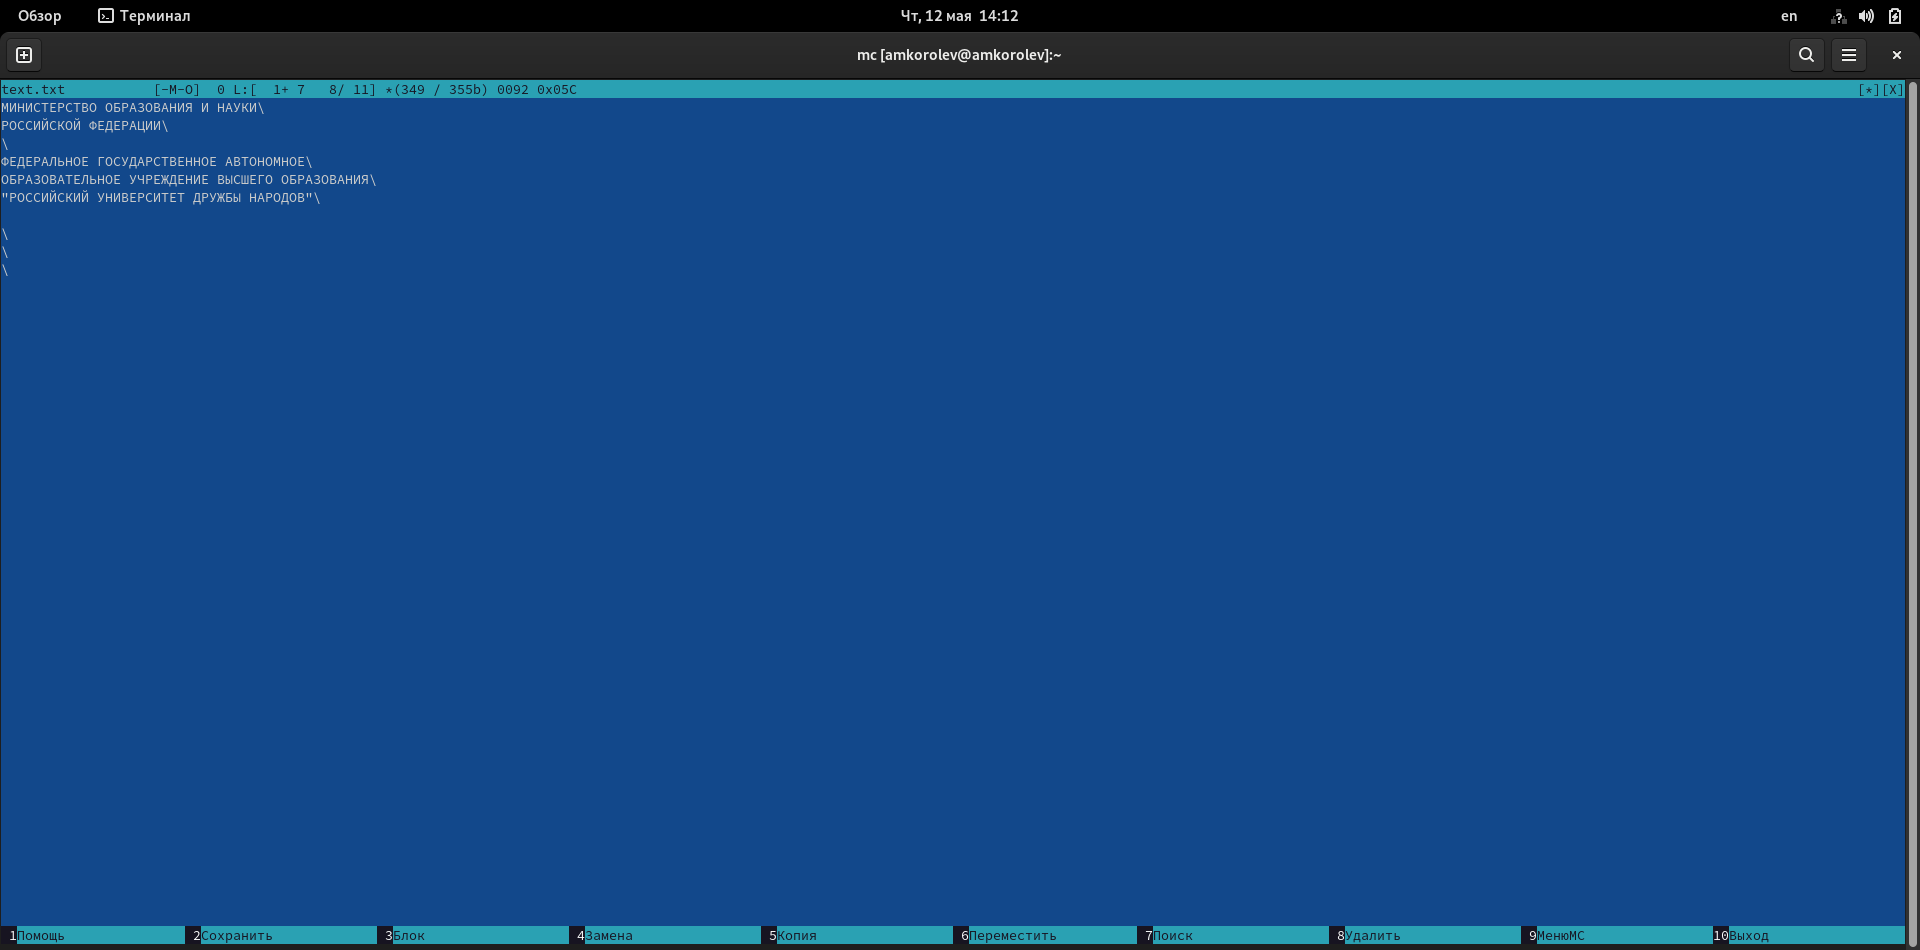 Обзор Терминал Чт, 12 мая 14:12 en
mc [amkorolev@amkorolev]:~
text.txt [-M-O] 0 L:[ 1+ 7 8/ 11] *(349 / 355b) 0092 0x05C [*][X]
МИНИСТЕРСТВО ОБРАЗОВАНИЯ И НАУКИ\
РОССИЙСКОЙ ФЕДЕРАЦИИ\
\
ФЕДЕРАЛЬНОЕ ГОСУДАРСТВЕННОЕ АВТОНОМНОЕ\
ОБРАЗОВАТЕЛЬНОЕ УЧРЕЖДЕНИЕ ВЫСШЕГО ОБРАЗОВАНИЯ\
"РОССИЙСКИЙ УНИВЕРСИТЕТ ДРУЖБЫ НАРОДОВ"\
\
\
\
1Помощь 2Сохранить 3Блок 4Замена 5Копия 6Переместить 7Поиск 8Удалить 9МенюMC 10Выход